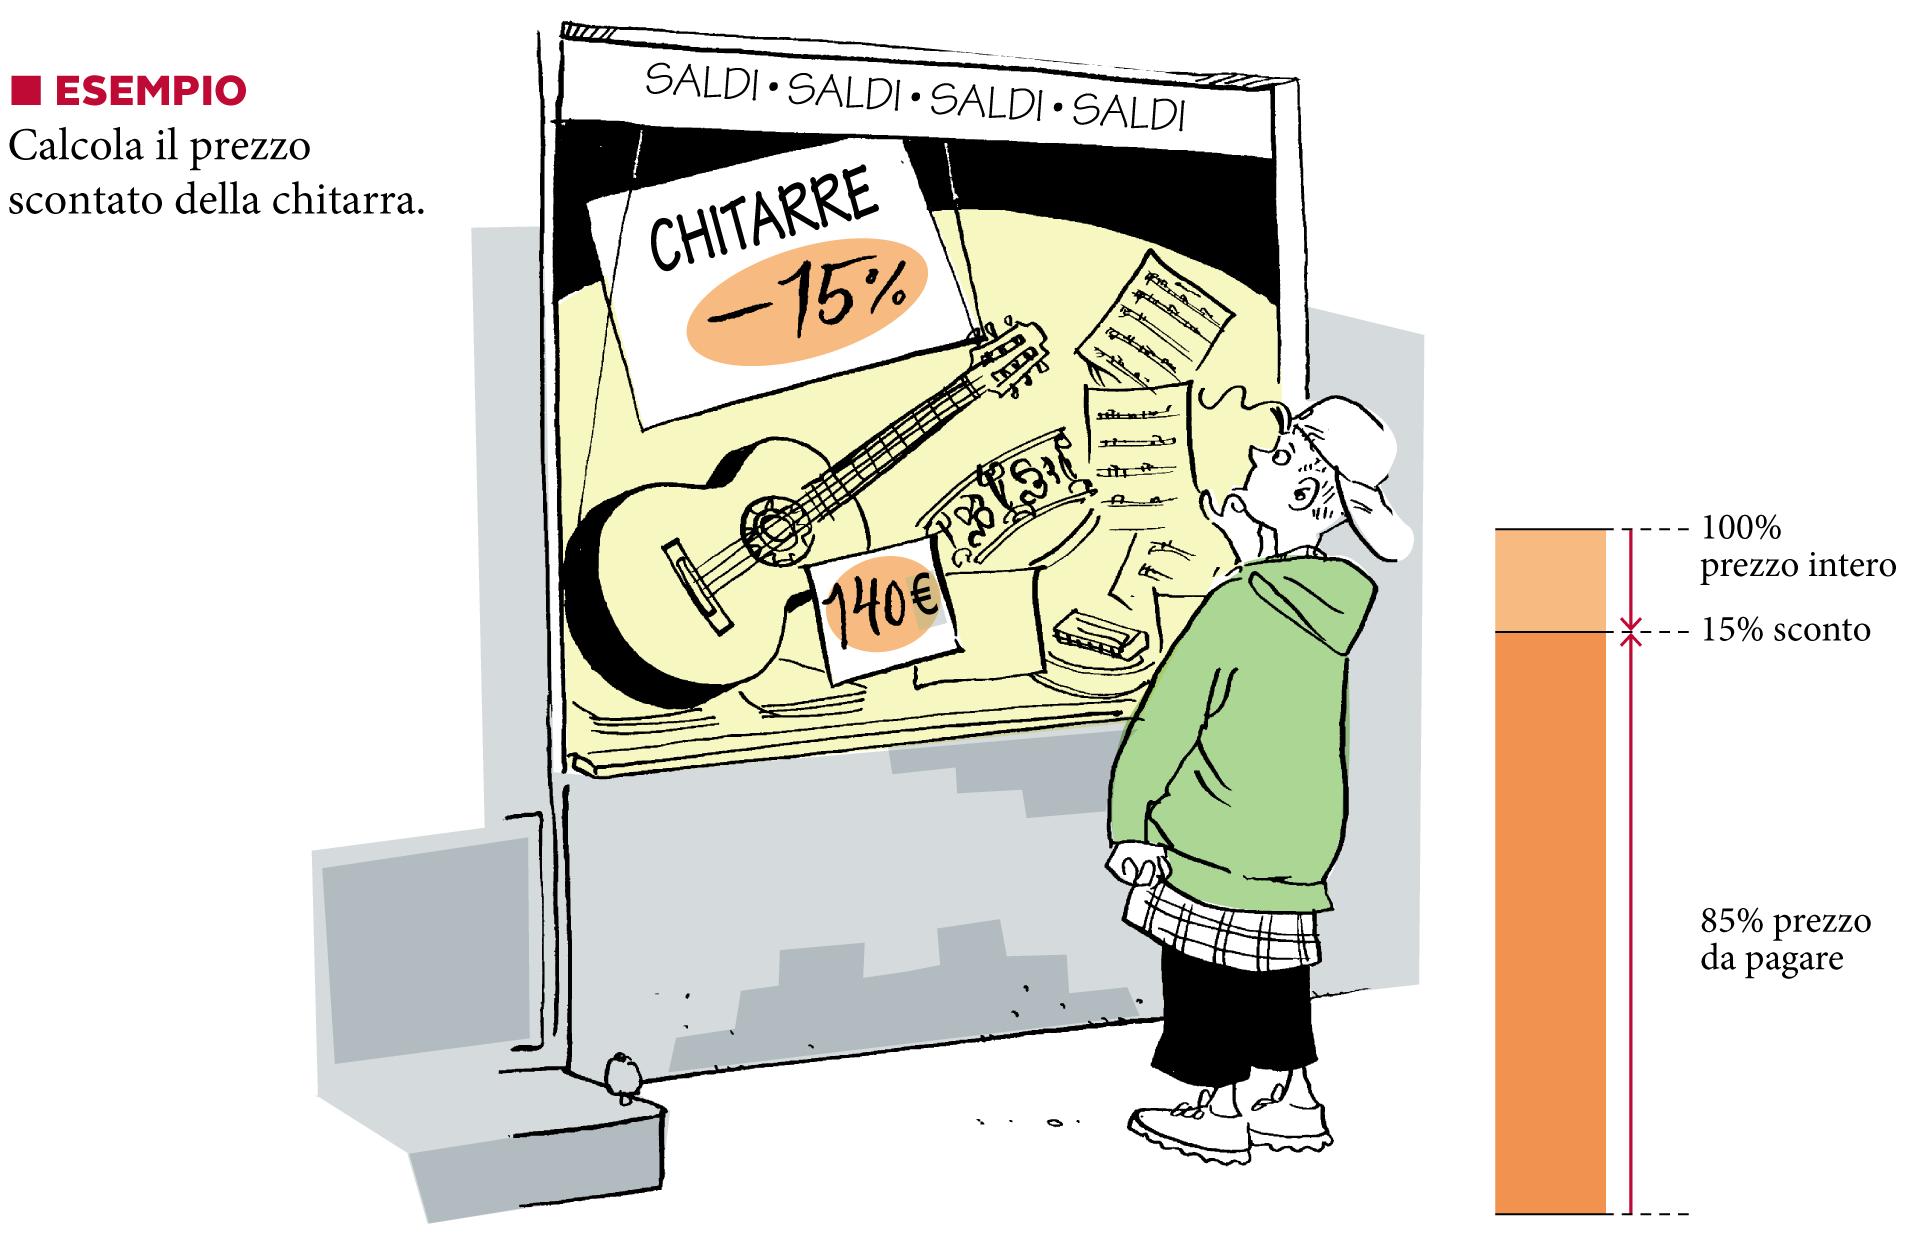 ■ ESEMPIO
Calcola il prezzo
scontato della chitarra.
SALDI • SALDI • SALDI • SALDI
CHITARRE
–15%
140€
100%
prezzo intero
15% sconto
85% prezzo
da pagare